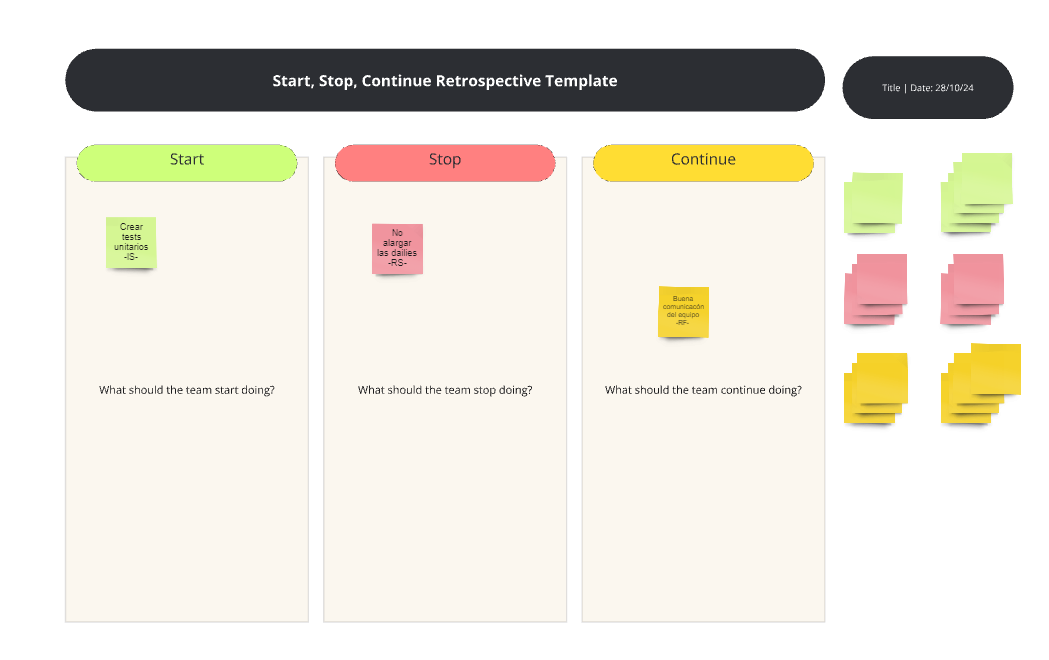 Start, Stop, Continue Retrospective Template
Title | Date: 28/10/24
Start
Stop
Continue
Crear
tests
unitarios
-IS-
No
alargar
las dailies
-RS-
Buena
comunicacón
del equipo
-RF-
What should the team start doing?
What should the team stop doing?
What should the team continue doing?